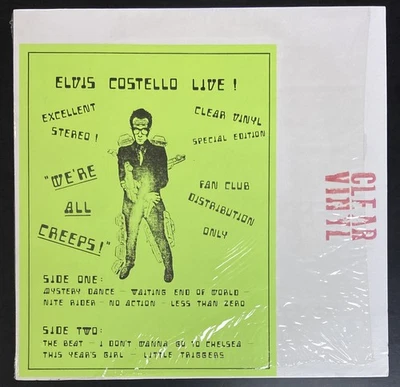 ELVIS COSTELLO LIVE !
EXCELLENT
STEREO !
CLEAR VINYL
SPECIAL EDITION
"WE'RE
ALL
CREEPS!"
FAN CLUB
DISTRIBUTION
ONLY
CLEAR
VINYL
SIDE ONE:
MYSTERY DANCE – WAITING END OF WORLD –
NITE RIDER – NO ACTION – LESS THAN ZERO
SIDE TWO:
THE BEAT – I DON'T WANNA GO TO CHELSEA –
THIS YEAR'S GIRL – LITTLE TRIGGERS